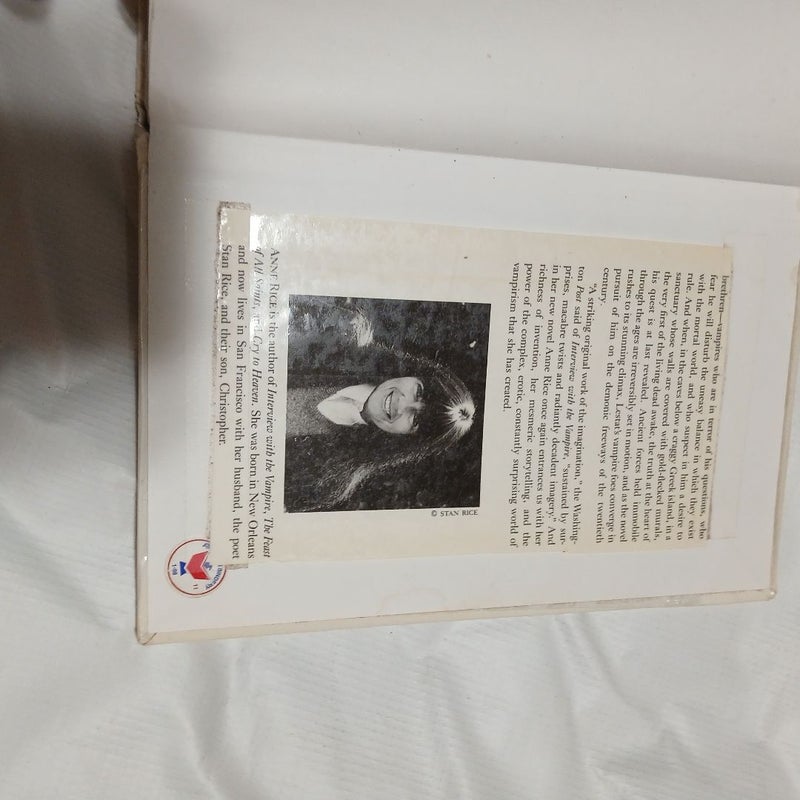 brethren—vampires who are in terror of his questions, who
fear he will disturb the uneasy balance in which they exist
with the mortal world, and who suspect in him a desire to
rule. And when, in the caves below a craggy Greek island, in a
sanctuary whose walls are covered with gold-flecked murals,
the very first of the living dead awake, the truth at the heart of
his quest is at last revealed, Ancient forces held immobile
through the ages are irreversibly set in motion, and as the novel
rushes to its stunning climax, Lestat's vampire foes converge in
pursuit of him on the demonic freeways of the twentieth
century.
"A striking original work of the imagination," the Washing-
ton Post said of Interview with the Vampire, "sustained by sur-
prises, macabre twists and radiantly decadent imagery." And
in her new novel Anne Rice once again entrances us with her
richness of invention, her mesmeric storytelling, and the
power of the complex, erotic, constantly surprising world of
vampirism that she has created.
© STAN RICE
ANNE RICE is the author of Interview with the Vampire, The Feast
of All Saints, and Cry to Heaven. She was born in New Orleans
and now lives in San Francisco with her husband, the poet
Stan Rice, and their son, Christopher.